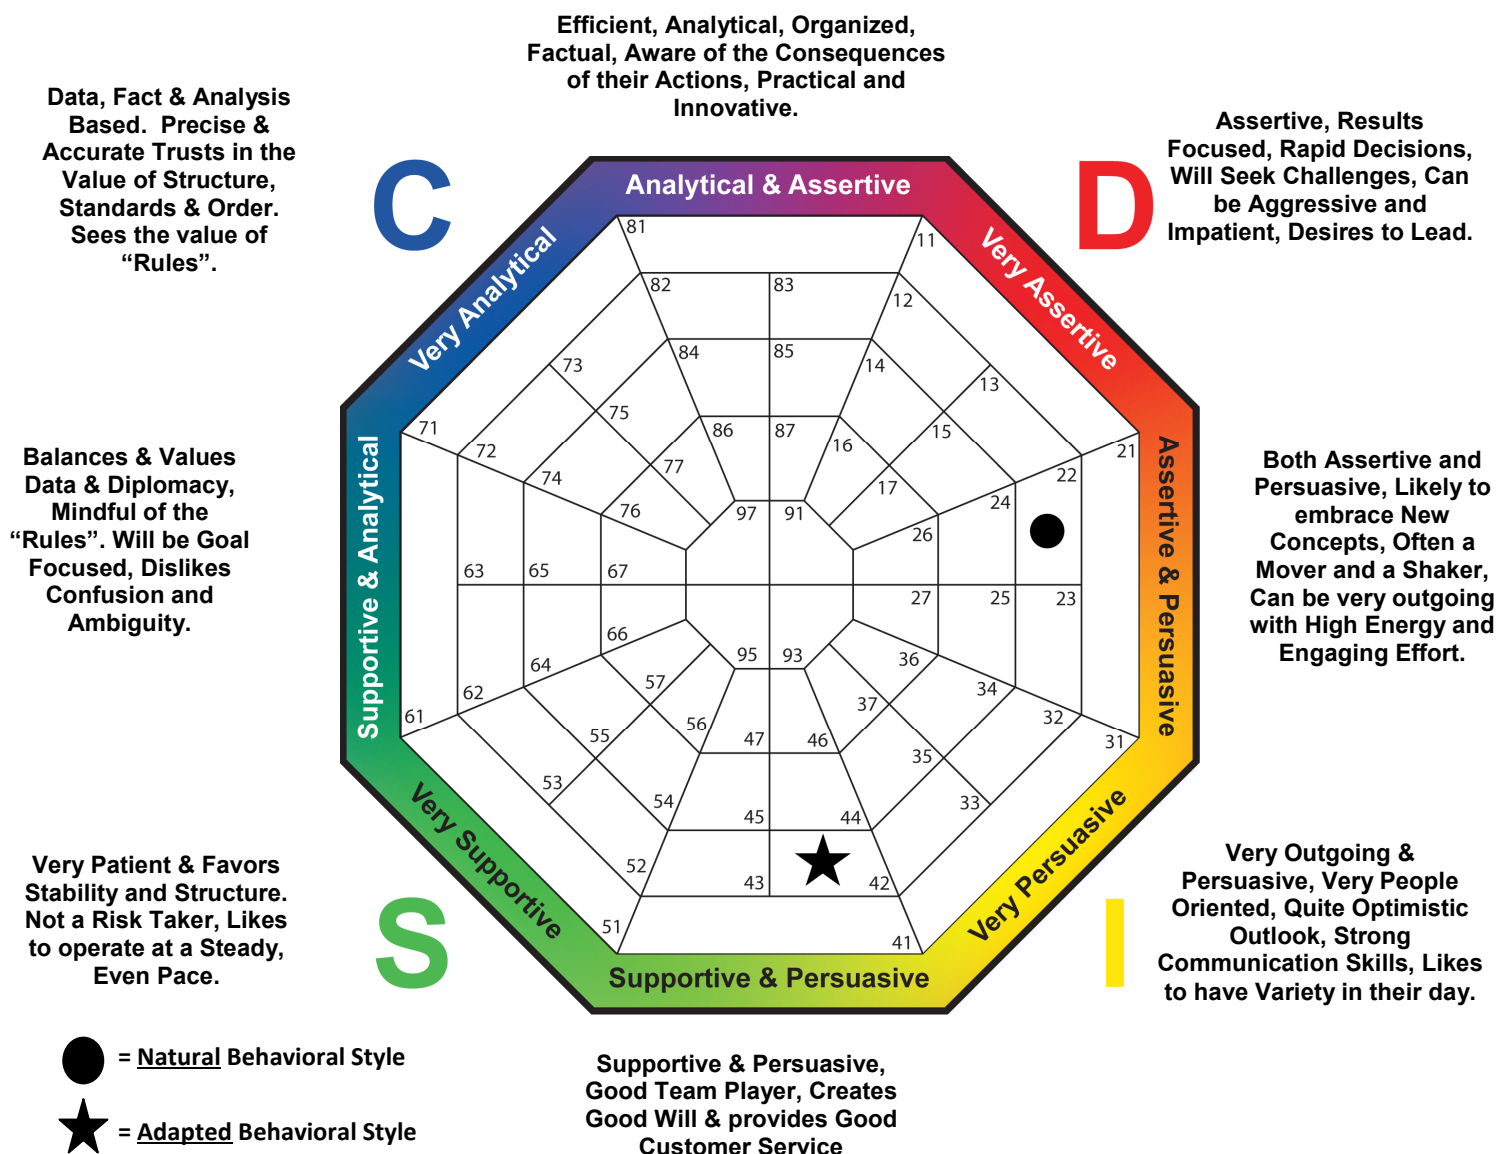 Efficient, Analytical, Organized,
Factual, Aware of the Consequences
of their Actions, Practical and
Innovative.
Data, Fact & Analysis
Based.  Precise &
Accurate Trusts in the
Value of Structure,
Standards & Order.
Sees the value of
“Rules”.
C
D
Assertive, Results
Focused, Rapid Decisions,
Will Seek Challenges, Can
be Aggressive and
Impatient, Desires to Lead.
Analytical & Assertive
Very Analytical
Very Assertive
81
11
82
83
12
84
85
14
73
13
75
15
71
72
86
87
16
21
22
77
17
74
24
76
97
91
26
63
65
67
27
25
23
66
95
93
36
64
57
34
62
56
37
61
55
47
46
32
31
53
35
54
45
44
33
52
43
42
51
41
Supportive & Analytical
Assertive & Persuasive
Very Supportive
Very Persuasive
Supportive & Persuasive
Balances & Values
Data & Diplomacy,
Mindful of the
“Rules”. Will be Goal
Focused, Dislikes
Confusion and
Ambiguity.
Both Assertive and
Persuasive, Likely to
embrace New
Concepts, Often a
Mover and a Shaker,
Can be very outgoing
with High Energy and
Engaging Effort.
Very Patient & Favors
Stability and Structure.
Not a Risk Taker, Likes
to operate at a Steady,
Even Pace.
S
I
Very Outgoing &
Persuasive, Very People
Oriented, Quite Optimistic
Outlook, Strong
Communication Skills, Likes
to have Variety in their day.
= Natural Behavioral Style
= Adapted Behavioral Style
Supportive & Persuasive,
Good Team Player, Creates
Good Will & provides Good
Customer Service